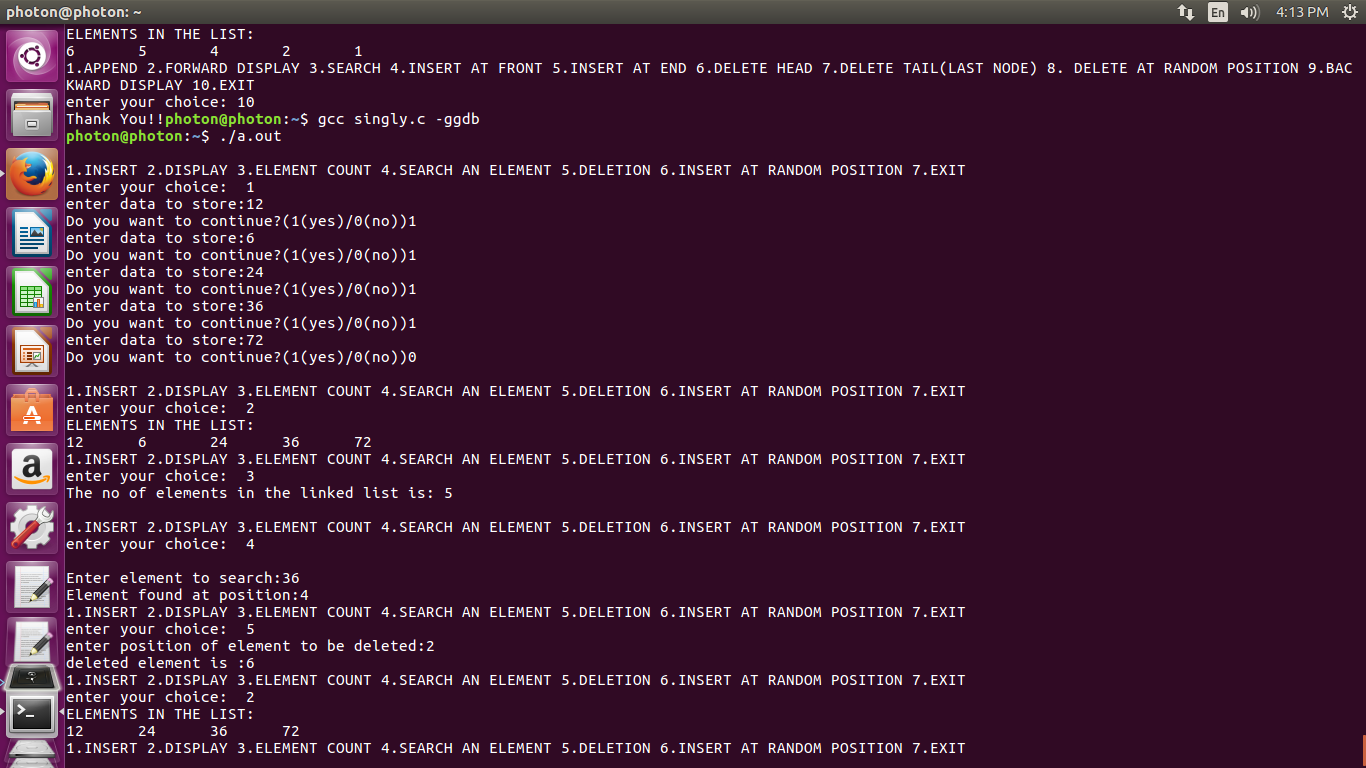 photon@photon: ~
En
4:13 PM
ELEMENTS IN THE LIST:
6 5 4 2 1
1.APPEND 2.FORWARD DISPLAY 3.SEARCH 4.INSERT AT FRONT 5.INSERT AT END 6.DELETE HEAD 7.DELETE TAIL(LAST NODE) 8. DELETE AT RANDOM POSITION 9.BAC
KWARD DISPLAY 10.EXIT
enter your choice: 10
Thank You!!photon@photon:~$ gcc singly.c -ggdb
photon@photon:~$ ./a.out
1.INSERT 2.DISPLAY 3.ELEMENT COUNT 4.SEARCH AN ELEMENT 5.DELETION 6.INSERT AT RANDOM POSITION 7.EXIT
enter your choice:  1
enter data to store:12
Do you want to continue?(1(yes)/0(no))1
enter data to store:6
Do you want to continue?(1(yes)/0(no))1
enter data to store:24
Do you want to continue?(1(yes)/0(no))1
enter data to store:36
Do you want to continue?(1(yes)/0(no))1
enter data to store:72
Do you want to continue?(1(yes)/0(no))0
1.INSERT 2.DISPLAY 3.ELEMENT COUNT 4.SEARCH AN ELEMENT 5.DELETION 6.INSERT AT RANDOM POSITION 7.EXIT
enter your choice:  2
ELEMENTS IN THE LIST:
12 6 24 36 72
1.INSERT 2.DISPLAY 3.ELEMENT COUNT 4.SEARCH AN ELEMENT 5.DELETION 6.INSERT AT RANDOM POSITION 7.EXIT
enter your choice:  3
The no of elements in the linked list is: 5
1.INSERT 2.DISPLAY 3.ELEMENT COUNT 4.SEARCH AN ELEMENT 5.DELETION 6.INSERT AT RANDOM POSITION 7.EXIT
enter your choice:  4
Enter element to search:36
Element found at position:4
1.INSERT 2.DISPLAY 3.ELEMENT COUNT 4.SEARCH AN ELEMENT 5.DELETION 6.INSERT AT RANDOM POSITION 7.EXIT
enter your choice:  5
enter position of element to be deleted:2
deleted element is :6
1.INSERT 2.DISPLAY 3.ELEMENT COUNT 4.SEARCH AN ELEMENT 5.DELETION 6.INSERT AT RANDOM POSITION 7.EXIT
enter your choice:  2
ELEMENTS IN THE LIST:
12 24 36 72
1.INSERT 2.DISPLAY 3.ELEMENT COUNT 4.SEARCH AN ELEMENT 5.DELETION 6.INSERT AT RANDOM POSITION 7.EXIT